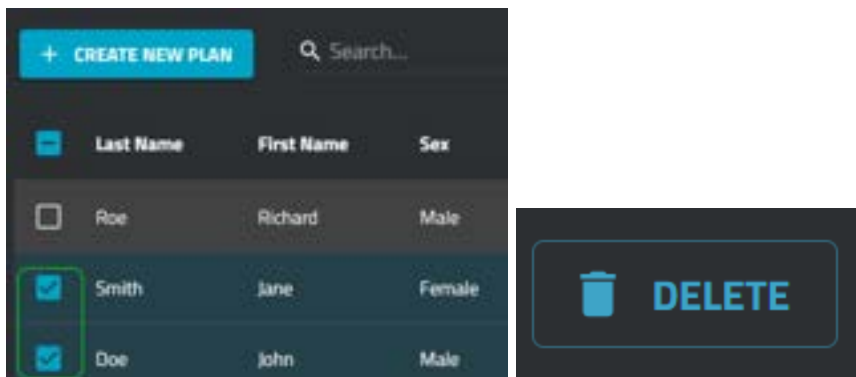 + CREATE NEW PLAN Search...
Last Name First Name Sex
Roe Richard Male
Smith Jane Female
Doe John Male
DELETE